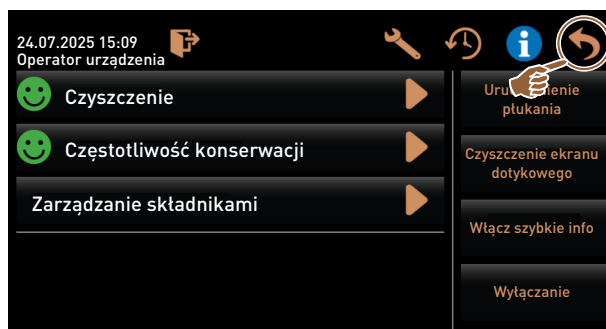 24.07.2025 15:09
Operator urządzenia
Czyszczenie
Częstotliwość konserwacji
Zarządzanie składnikami
płukania
Czyszczenie ekranu
dotykowego
Włącz szybkie info
Wyłączanie